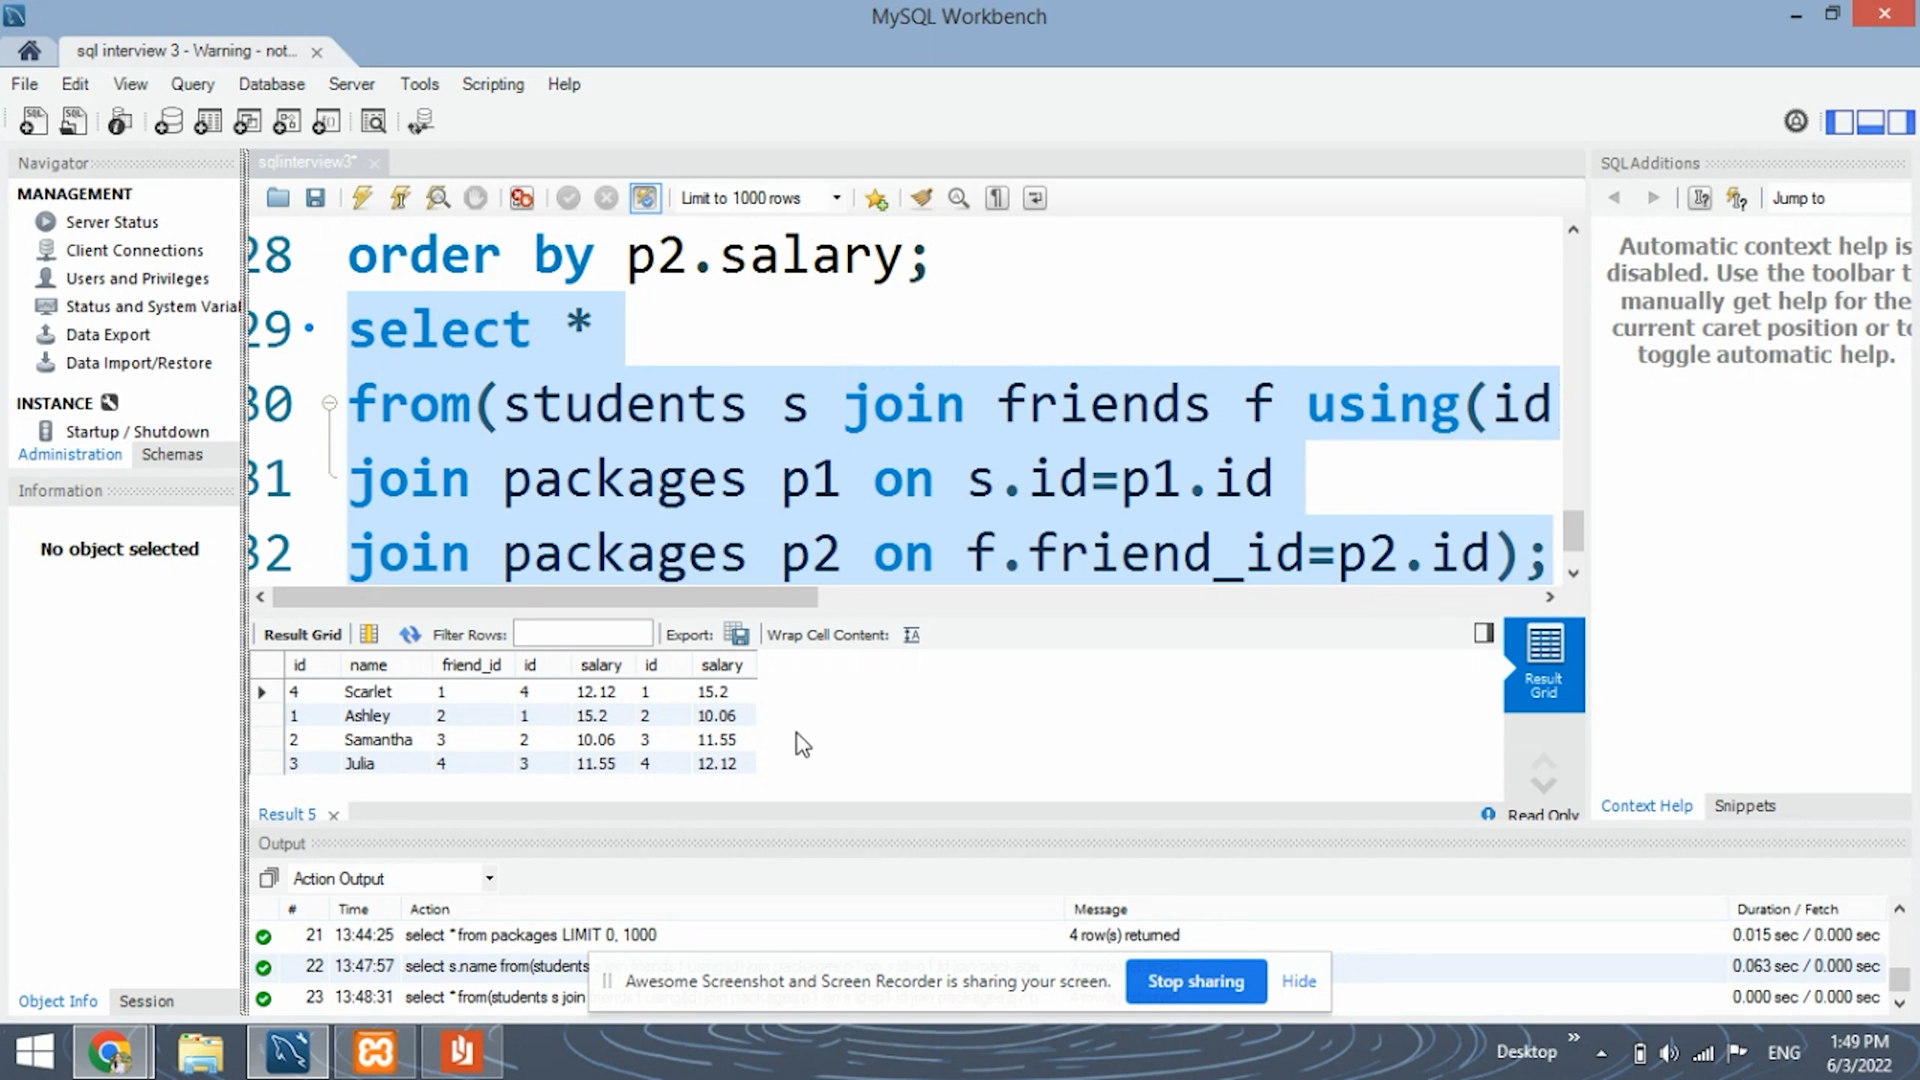 MySQL Workbench
sql interview 3 - Warning - not...
File Edit View Query Database Server Tools Scripting Help
Navigator
MANAGEMENT
Server Status
Client Connections
Users and Privileges
Status and System Varial
Data Export
Data Import/Restore
INSTANCE
Startup / Shutdown
Administration Schemas
Information
No object selected
Object Info Session
sqlinterview3*
Limit to 1000 rows
28 order by p2.salary;
29 select *
30 from(students s join friends f using(id
31 join packages p1 on s.id=p1.id
32 join packages p2 on f.friend_id=p2.id);
Result Grid Filter Rows: Export: Wrap Cell Content:
id name friend_id id salary id salary
4 Scarlet 1 4 12.12 1 15.2
1 Ashley 2 1 15.2 2 10.06
2 Samantha 3 2 10.06 3 11.55
3 Julia 4 3 11.55 4 12.12
Result Grid
Result 5
Read Only
Output
Action Output
# Time Action Message Duration / Fetch
21 13:44:25 select * from packages LIMIT 0, 1000 4 row(s) returned 0.015 sec / 0.000 sec
22 13:47:57 select s.name from(students 0.063 sec / 0.000 sec
23 13:48:31 select * from(students s join 0.000 sec / 0.000 sec
Awesome Screenshot and Screen Recorder is sharing your screen. Stop sharing Hide
SQL Additions
Jump to
Automatic context help is
disabled. Use the toolbar t
manually get help for the
current caret position or to
toggle automatic help.
Context Help Snippets
Desktop
ENG
1:49 PM
6/3/2022